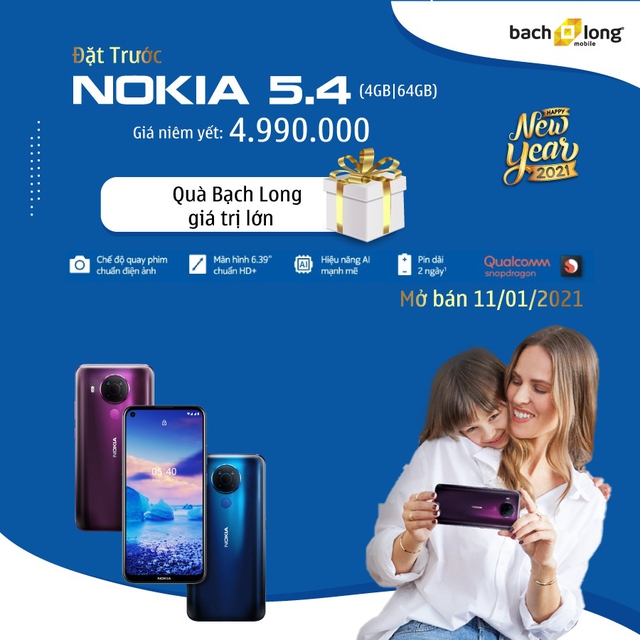 bach long
mobile
Đặt Trước
NOKIA 5.4 (4GB|64GB)
Giá niêm yết: 4.990.000
HAPPY
New
Year
2021
Quà Bạch Long
giá trị lớn
Chế độ quay phim
chuẩn điện ảnh
Màn hình 6.39"
chuẩn HD+
AI
Hiệu năng AI
mạnh mẽ
Pin dài
2 ngày¹
Qualcomm
snapdragon
Mở bán 11/01/2021
NOKIA
05:40
NOKIA
NOKIA
NOKIA